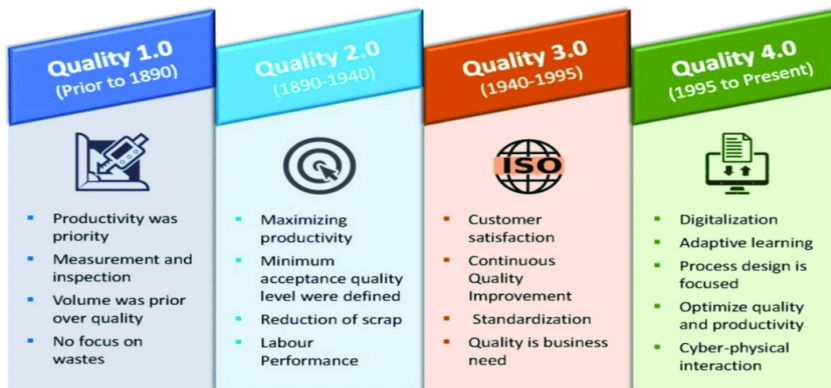 Quality 1.0
(Prior to 1890)
Productivity was
priority
Measurement and
inspection
Volume was prior
over quality
No focus on
wastes
Quality 2.0
(1890-1940)
Maximizing
productivity
Minimum
acceptance quality
level were defined
Reduction of scrap
Labour
Performance
Quality 3.0
(1940-1995)
ISO
Customer
satisfaction
Continuous
Quality
Improvement
Standardization
Quality is business
need
Quality 4.0
(1995 to Present)
Digitalization
Adaptive learning
Process design is
focused
Optimize quality
and productivity
Cyber-physical
interaction